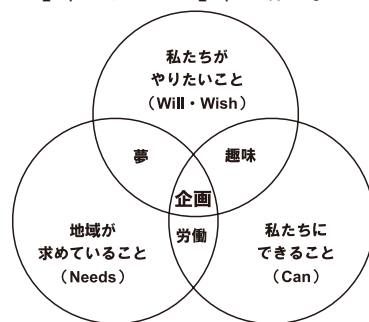 私たちが
やりたいこと
（Will・Wish）
夢
趣味
企画
地域が
求めていること
（Needs）
労働
私たちに
できること
（Can）